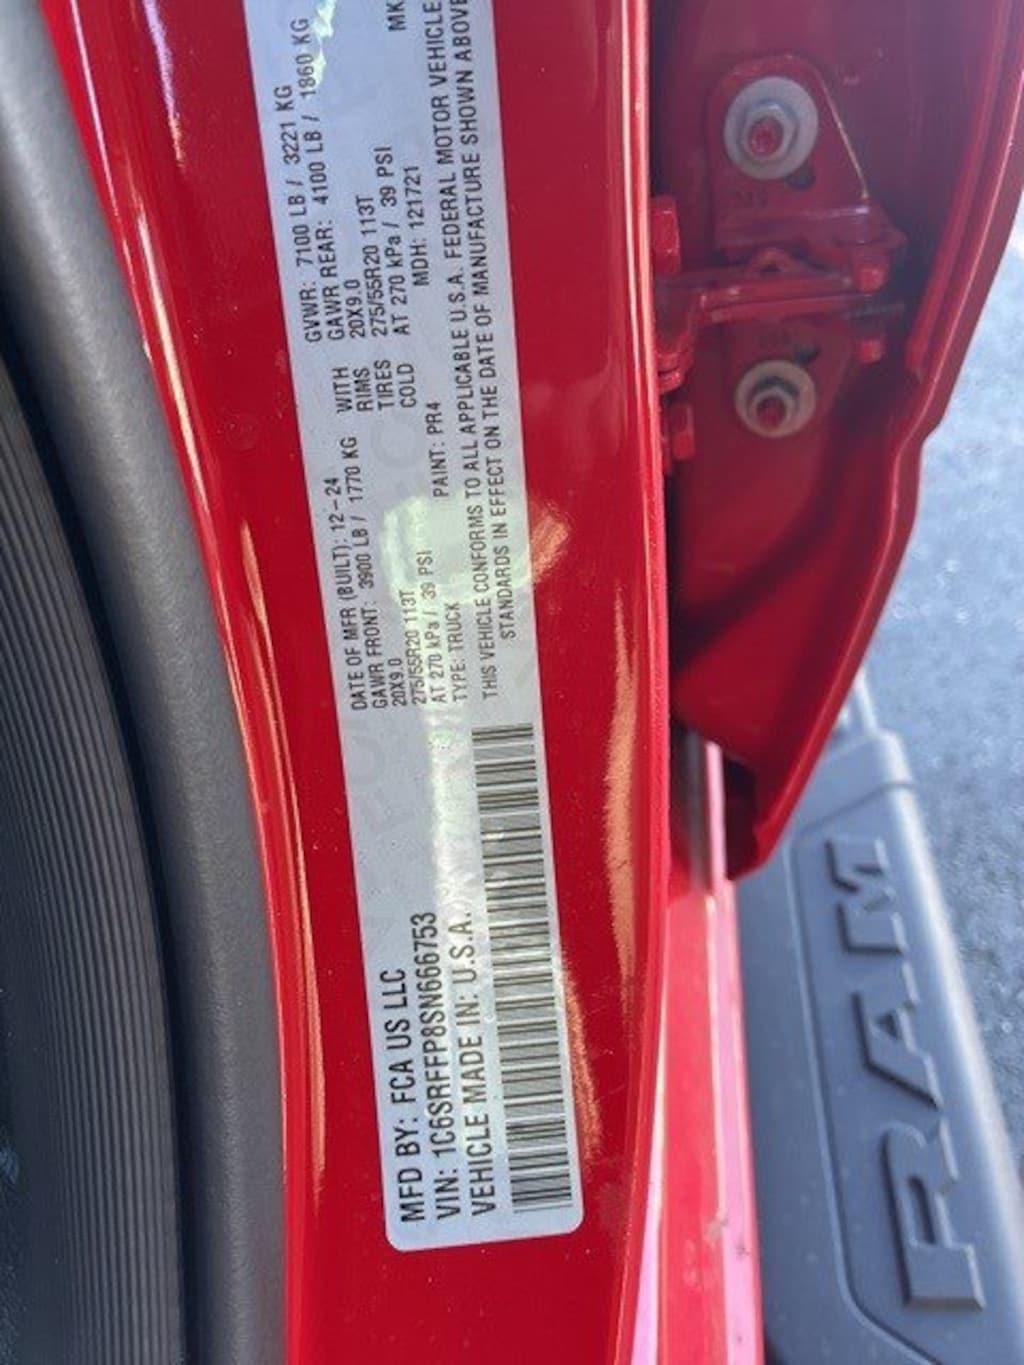 MFD BY: FCA US LLC
VIN: 1C6SRFFP8SN666753
VEHICLE MADE IN: U.S.A.
DATE OF MFR (BUILT): 12-24
GAWR FRONT: 3900 LB / 1770 KG
20X9.0
275/55R20 113T
AT 270 kPa / 39 PSI
TYPE: TRUCK
PAINT: PR4
WITH
RIMS
TIRES
COLD
GVWR: 7100 LB / 3221 KG
GAWR REAR: 4100 LB / 1860 KG
20X9.0
275/55R20 113T
AT 270 kPa / 39 PSI
MDH: 121721
MK
THIS VEHICLE CONFORMS TO ALL APPLICABLE U.S.A. FEDERAL MOTOR VEHICLE
STANDARDS IN EFFECT ON THE DATE OF MANUFACTURE SHOWN ABOVE
RAM